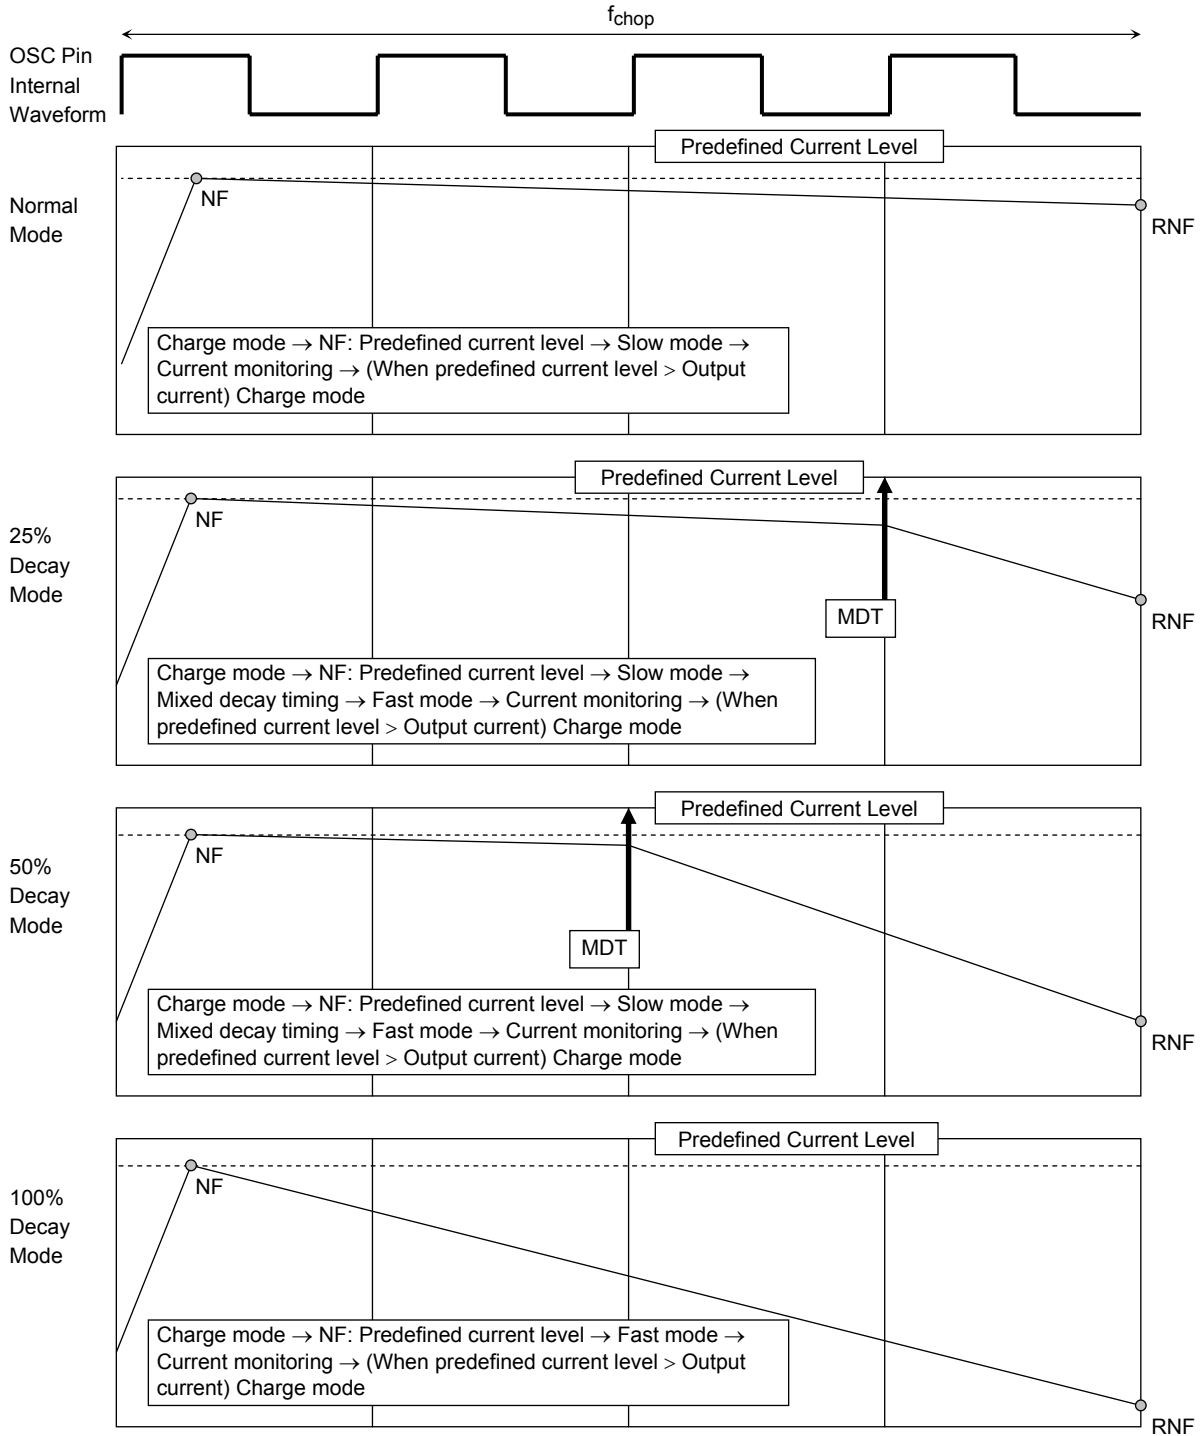 fchop
OSC Pin
Internal
Waveform
Predefined Current Level
NF
Normal
Mode
RNF
Charge mode → NF: Predefined current level → Slow mode →
Current monitoring → (When predefined current level > Output
current) Charge mode
Predefined Current Level
NF
25%
Decay
Mode
MDT
RNF
Charge mode → NF: Predefined current level → Slow mode →
Mixed decay timing → Fast mode → Current monitoring → (When
predefined current level > Output current) Charge mode
Predefined Current Level
NF
50%
Decay
Mode
MDT
Charge mode → NF: Predefined current level → Slow mode →
Mixed decay timing → Fast mode → Current monitoring → (When
predefined current level > Output current) Charge mode
RNF
Predefined Current Level
NF
100%
Decay
Mode
Charge mode → NF: Predefined current level → Fast mode →
Current monitoring → (When predefined current level > Output
current) Charge mode
RNF